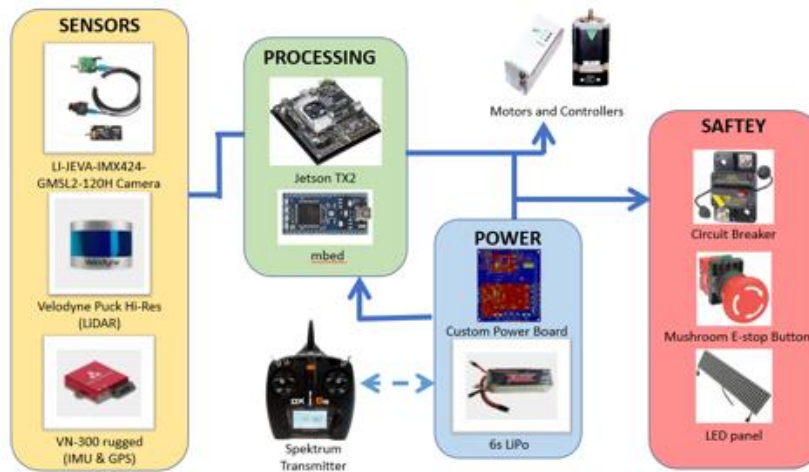 SENSORS
LI-JEVA-IMX424-
GMSL2-120H Camera
Velodyne
Velodyne Puck Hi-Res
(LiDAR)
VN-300 rugged
(IMU & GPS)
PROCESSING
Jetson TX2
mbed
Motors and Controllers
POWER
Custom Power Board
6s LiPo
Spektrum
Transmitter
SAFTEY
Circuit Breaker
Mushroom E-stop Button
LED panel